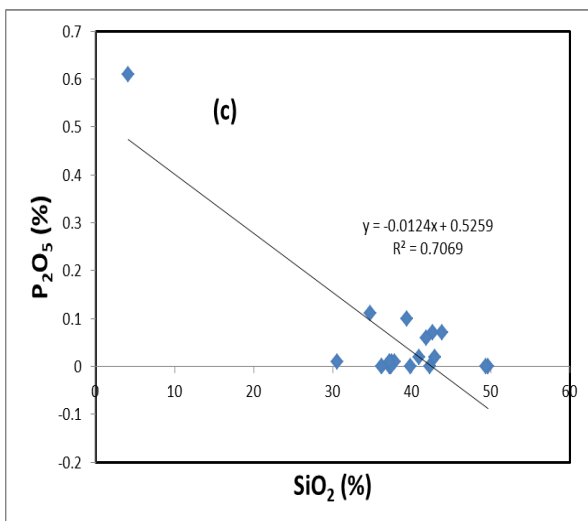 0.7
0.6
0.5
0.4
0.3
0.2
0.1
0
-0.1
-0.2
P₂O₅ (%)
(c)
y = -0.0124x + 0.5259
R² = 0.7069
0 10 20 30 40 50 60
SiO₂ (%)